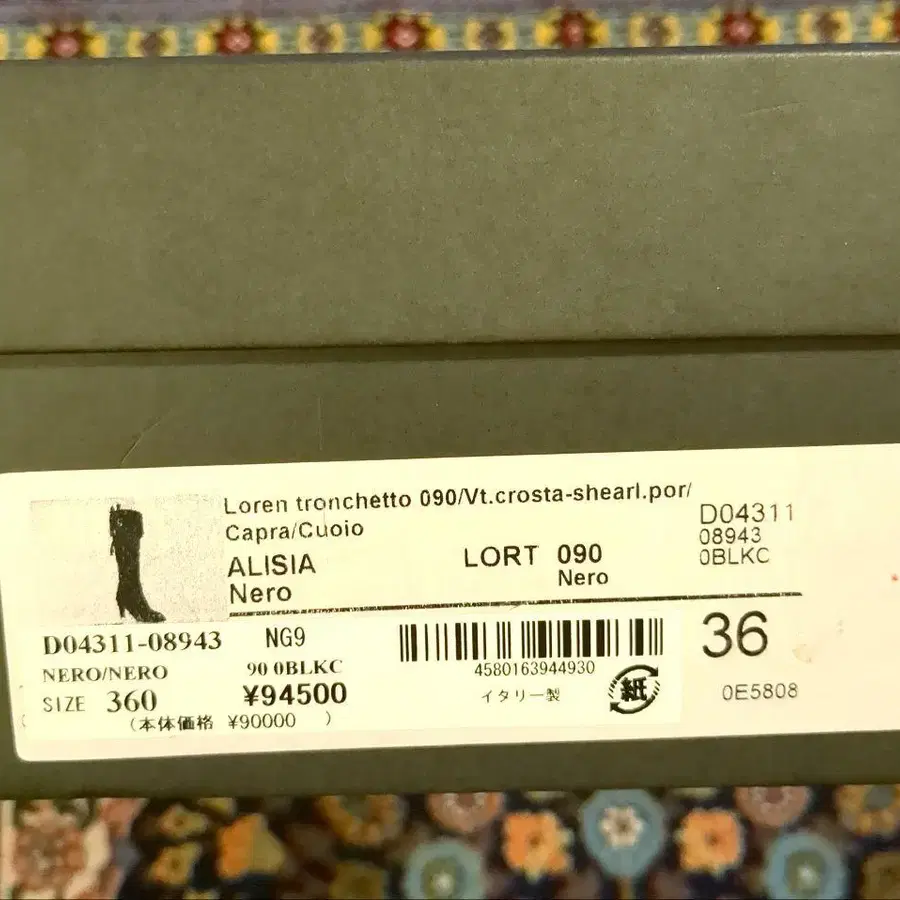 Loren tronchetto 090/Vt.crosta-shearl.por/
Capra/Cuoio
ALISIA
Nero
LORT 090
Nero
D04311
08943
0BLKC
D04311-08943 NG9
NERO/NERO 90 0BLKC
SIZE 360 ¥94500
(本体価格 ¥90000 )
4580163944930
イタリー製
紙
36
0E5808